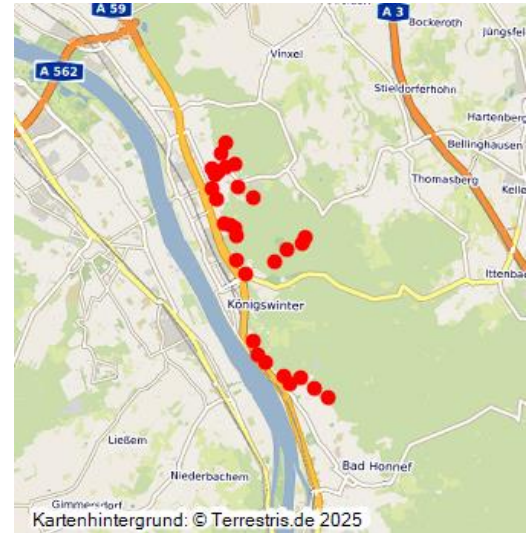 A 59
A 3
Bockeroth
Jüngsfel
Vinxel
A 562
Stieldorferhohn
Hartenberg
Bellinghausen
Thomasberg
Kelle
Ittenbac
Königswinter
Ließem
Bad Honnef
Niederbachem
Gimmersdorf
Kartenhintergrund: © Terrestris.de 2025